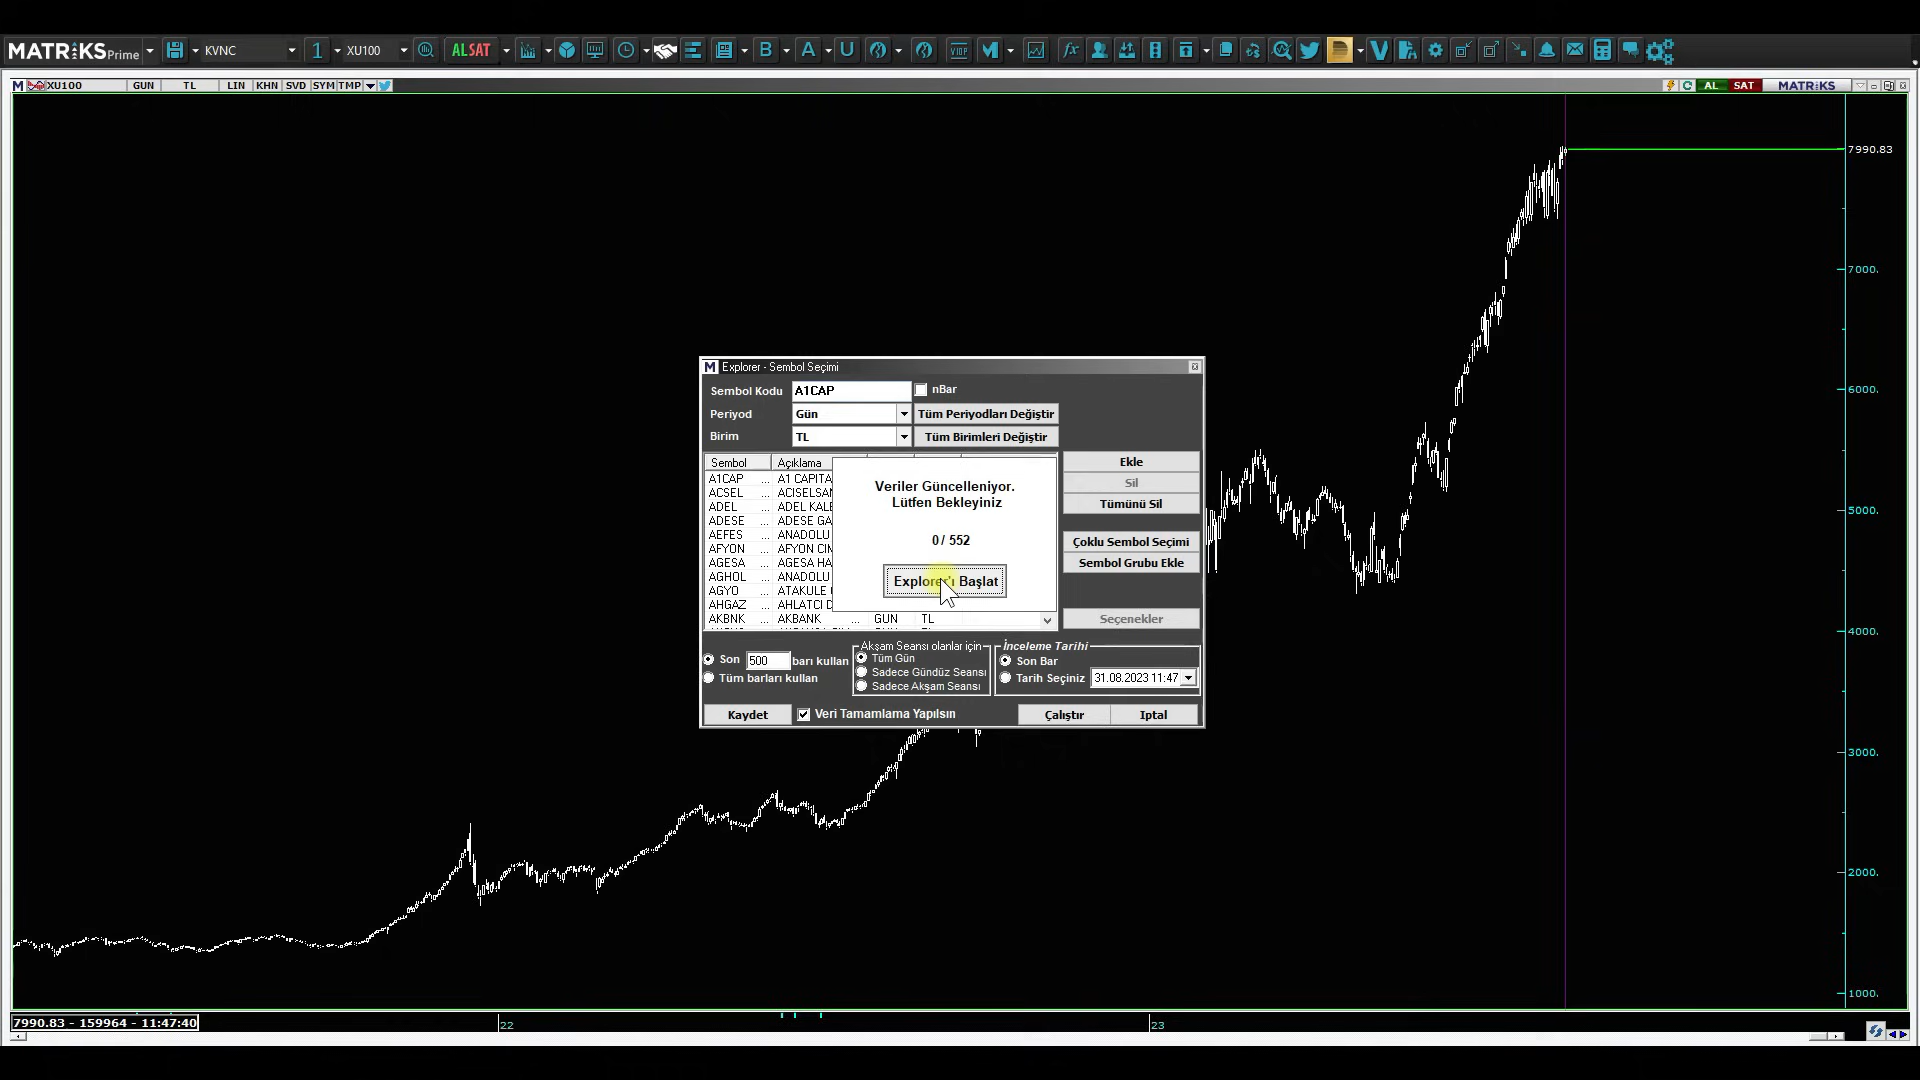 MATRIKS Prime KVNC 1 XU100 ALSAT B A U VIOP M fx V
M XU100 GUN TL LIN KHN SVD SYM TMP AL SAT MATRIKS
7990.83
7000.
6000.
4000.
3000.
2000.
1000.
M Explorer - Sembol Seçimi
Sembol Kodu A1CAP nBar
Periyod Gün Tüm Periyodları Değiştir
Birim TL Tüm Birimleri Değiştir
Sembol Açıklama
A1CAP ... A1 CAPITA
ACSEL ... ACISELSAN
ADEL ... ADEL KALE
ADESE ... ADESE GA
AEFES ... ANADOLU
AFYON ... AFYON CIM
AGESA ... AGESA HA
AGHOL ... ANADOLU
AGYO ... ATAKULE
AHGAZ ... AHLATCI D
AKBNK ... AKBANK ... GUN TL
Veriler Güncelleniyor.
Lütfen Bekleyiniz
0 / 552
Explorer'ı Başlat
Ekle
Sil
Tümünü Sil
Çoklu Sembol Seçimi
Sembol Grubu Ekle
Seçenekler
Son 500 barı kullan
Tüm barları kullan
Akşam Seansı olanlar için
Tüm Gün
Sadece Gündüz Seansı
Sadece Akşam Seansı
İnceleme Tarihi
Son Bar
Tarih Seçiniz 31.08.2023 11:47
Kaydet Veri Tamamlama Yapılsın Çalıştır Iptal
7990.83 - 159964 - 11:47:40
22 23